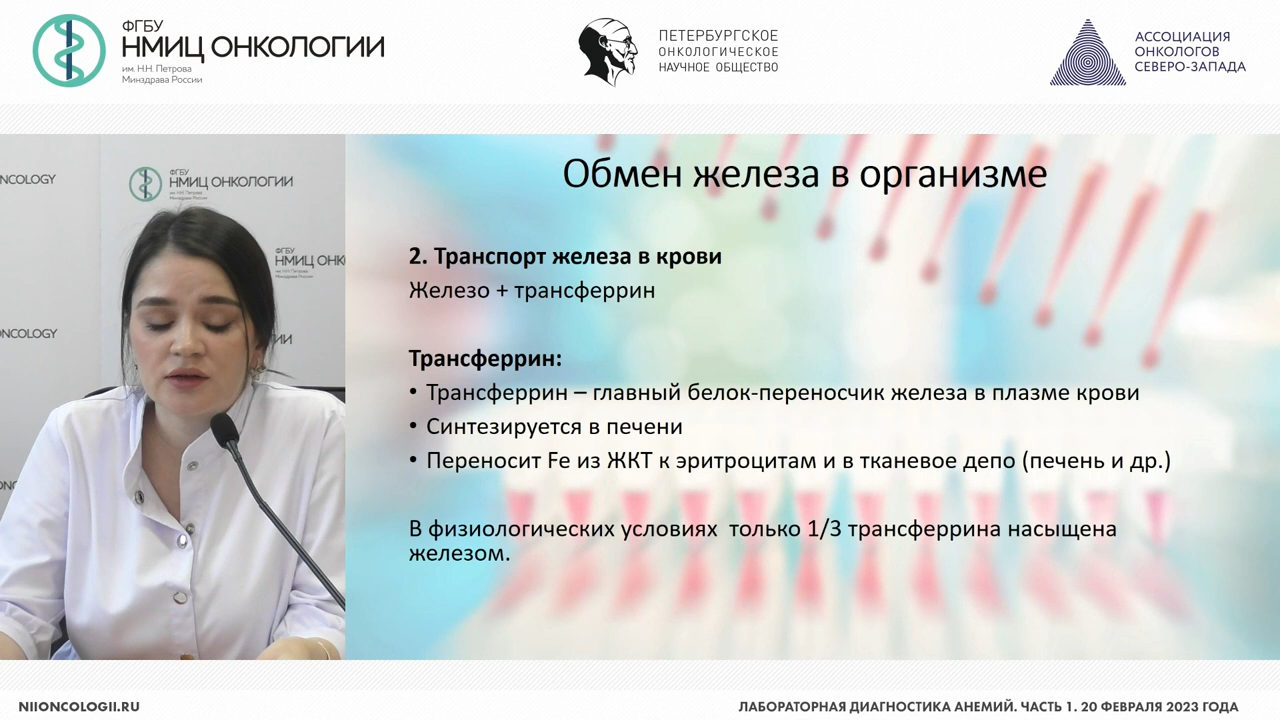 ФГБУ
НМИЦ ОНКОЛОГИИ
им. Н.Н. Петрова
Минздрава России
ПЕТЕРБУРГСКОЕ
ОНКОЛОГИЧЕСКОЕ
НАУЧНОЕ ОБЩЕСТВО
АССОЦИАЦИЯ
ОНКОЛОГОВ
СЕВЕРО-ЗАПАДА
NCOLOGY
ФГБУ
НМИЦ ОНКОЛОГИИ
ФГБУ
НМИЦ ОНК
ONCOLOGY
ИИ
Обмен железа в организме
2. Транспорт железа в крови
Железо + трансферрин
Трансферрин:
• Трансферрин – главный белок-переносчик железа в плазме крови
• Синтезируется в печени
• Переносит Fe из ЖКТ к эритроцитам и в тканевое депо (печень и др.)
В физиологических условиях только 1/3 трансферрина насыщена
железом.
NIIONCOLOGII.RU
ЛАБОРАТОРНАЯ ДИАГНОСТИКА АНЕМИЙ. ЧАСТЬ 1. 20 ФЕВРАЛЯ 2023 ГОДА